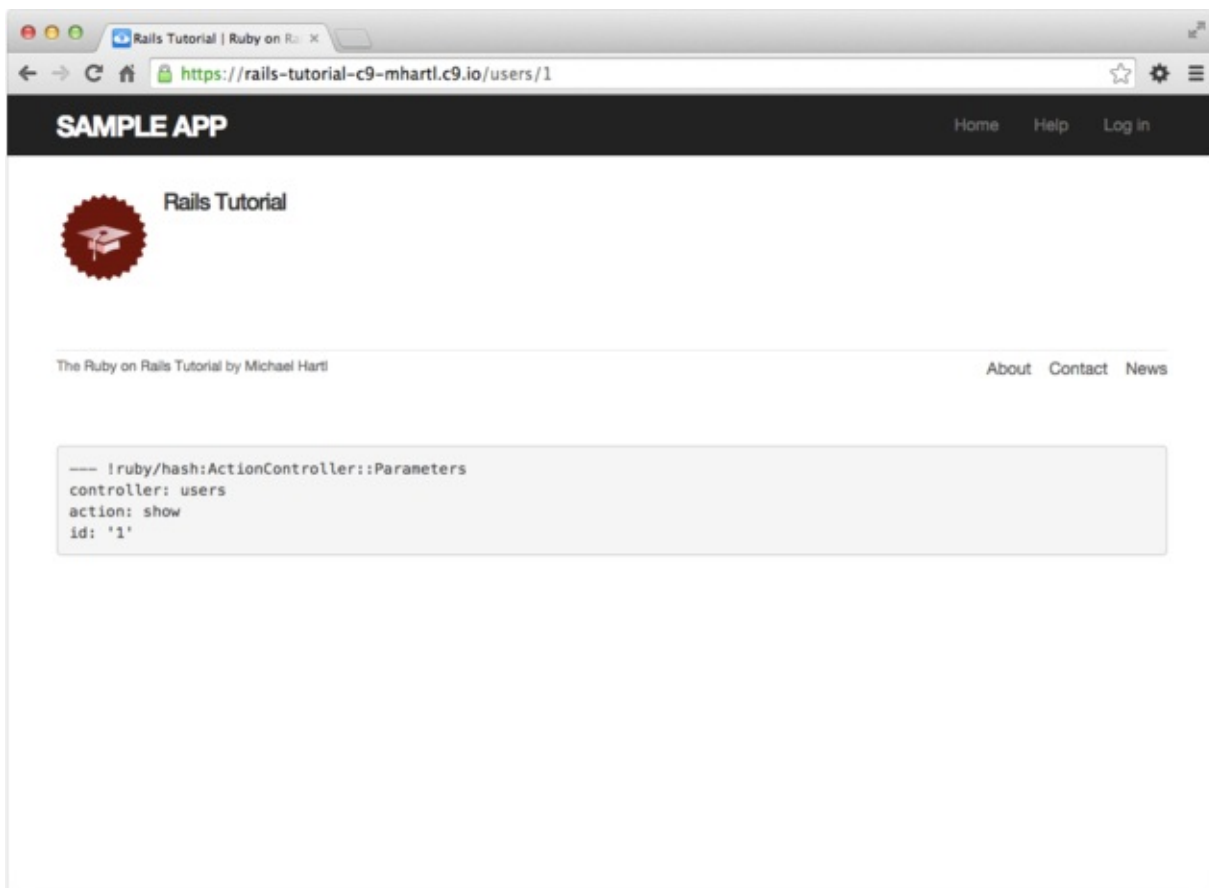 Rails Tutorial | Ruby on Ra
https://rails-tutorial-c9-mhartl.c9.io/users/1
SAMPLE APP
Home Help Log in
Rails Tutorial
The Ruby on Rails Tutorial by Michael Hartl
About Contact News
--- !ruby/hash:ActionController::Parameters
controller: users
action: show
id: '1'